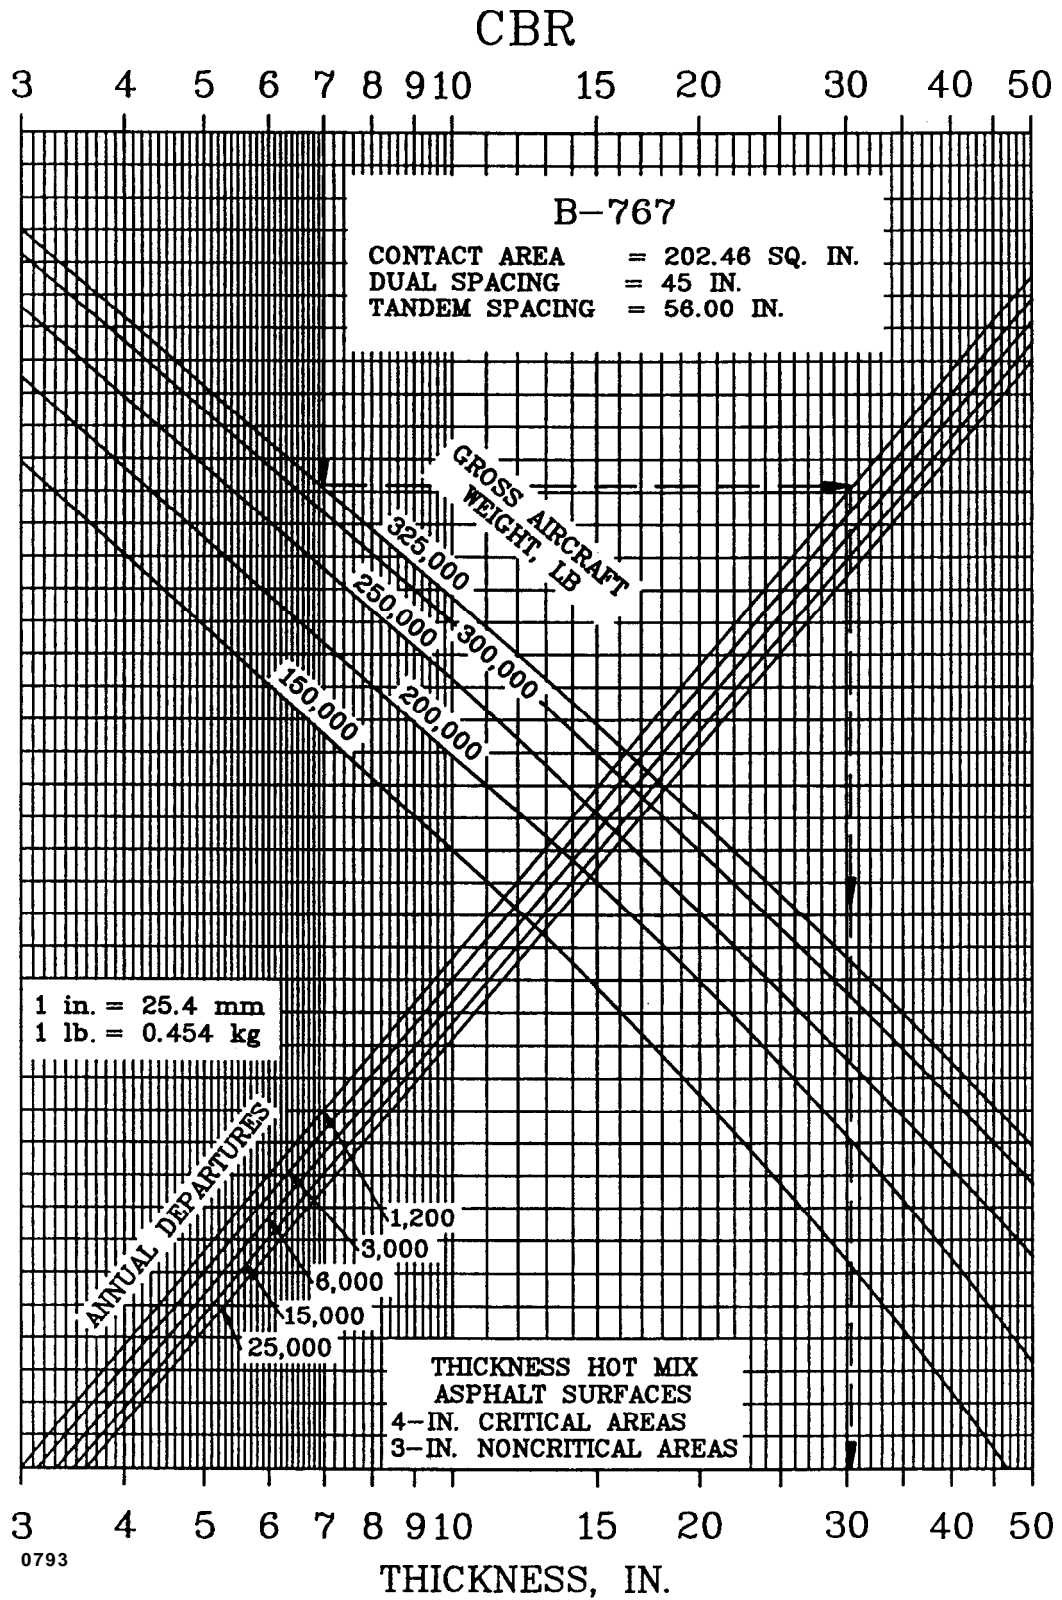 CBR
3 4 5 6 7 8 9 10 15 20 30 40 50
B-767
CONTACT AREA = 202.46 SQ. IN.
DUAL SPACING = 45 IN.
TANDEM SPACING = 56.00 IN.
GROSS AIRCRAFT
WEIGHT, LB
325,000
300,000
250,000
200,000
150,000
1 in. = 25.4 mm
1 lb. = 0.454 kg
ANNUAL DEPARTURES
1,200
3,000
6,000
15,000
25,000
THICKNESS HOT MIX
ASPHALT SURFACES
4-IN. CRITICAL AREAS
3-IN. NONCRITICAL AREAS
3 4 5 6 7 8 9 10 15 20 30 40 50
0793
THICKNESS, IN.